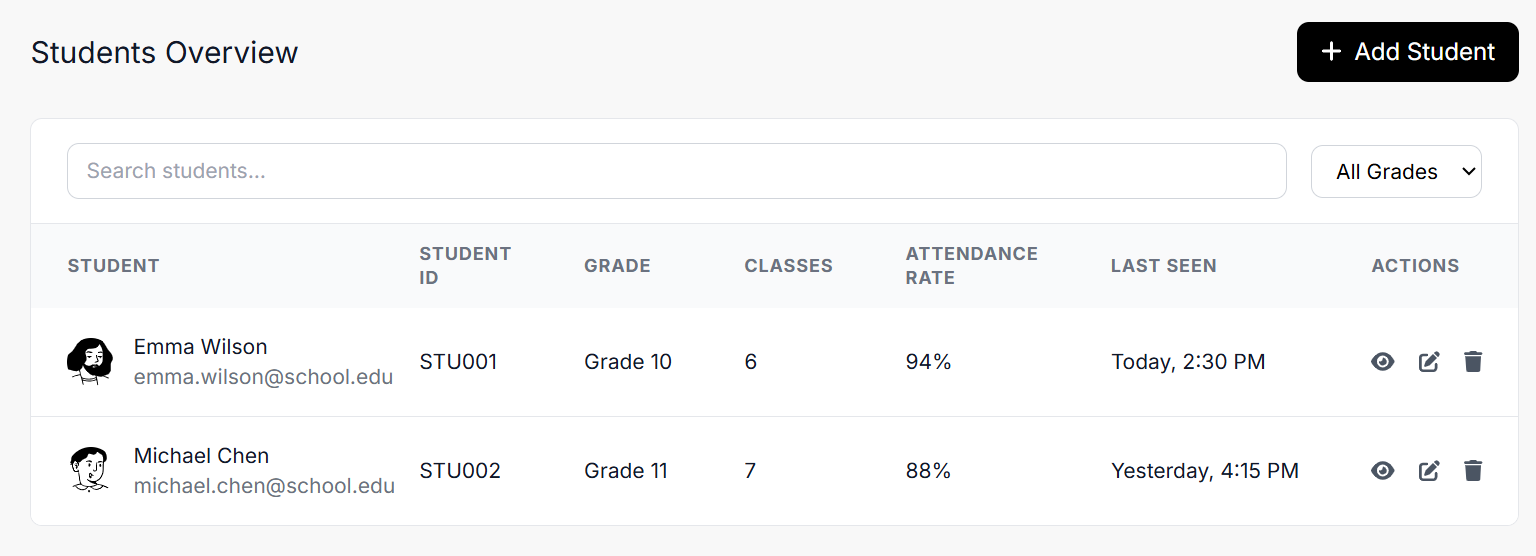 Students Overview
+ Add Student
Search students...
All Grades
STUDENT
STUDENT
ID
GRADE
CLASSES
ATTENDANCE
RATE
LAST SEEN
ACTIONS
Emma Wilson
emma.wilson@school.edu
STU001
Grade 10
6
94%
Today, 2:30 PM
Michael Chen
michael.chen@school.edu
STU002
Grade 11
7
88%
Yesterday, 4:15 PM